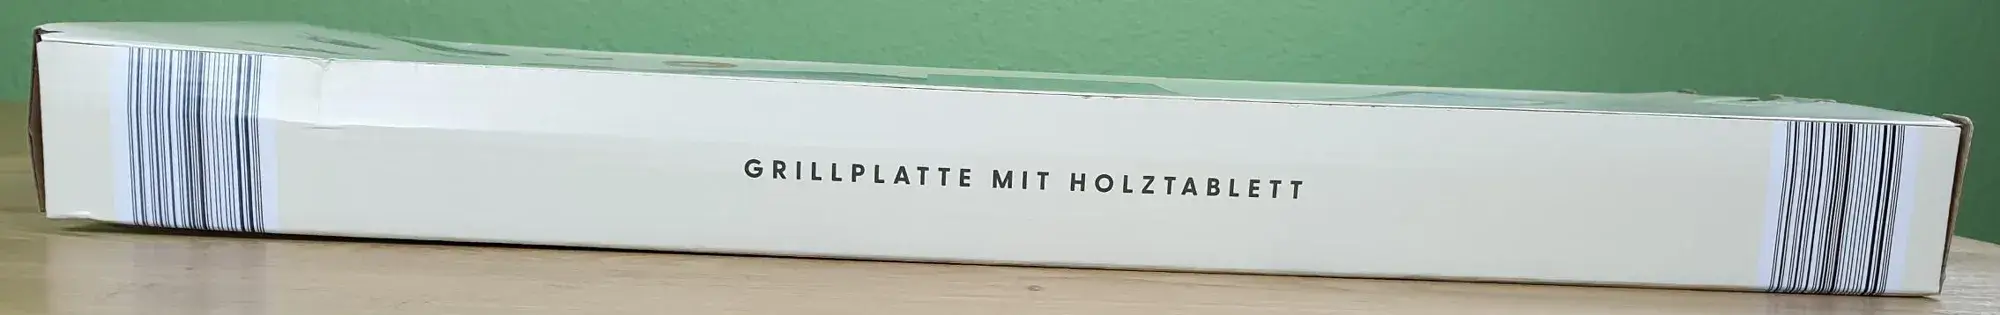 GRILLPLATTE MIT HOLZTABLETT